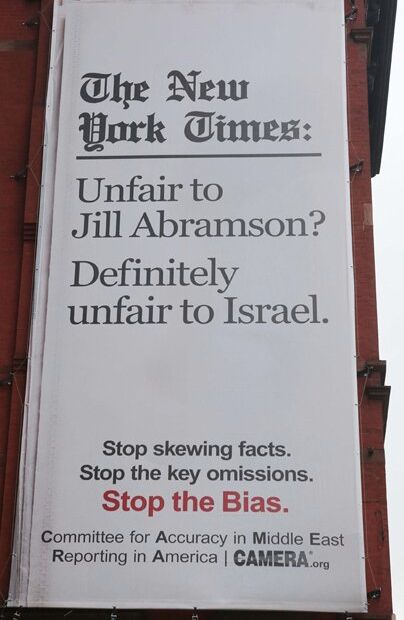 The New
York Times:
Unfair to
Jill Abramson?
Definitely
unfair to Israel.
Stop skewing facts.
Stop the key omissions.
Stop the Bias.
Committee for Accuracy in Middle East
Reporting in America | CAMERA®.org